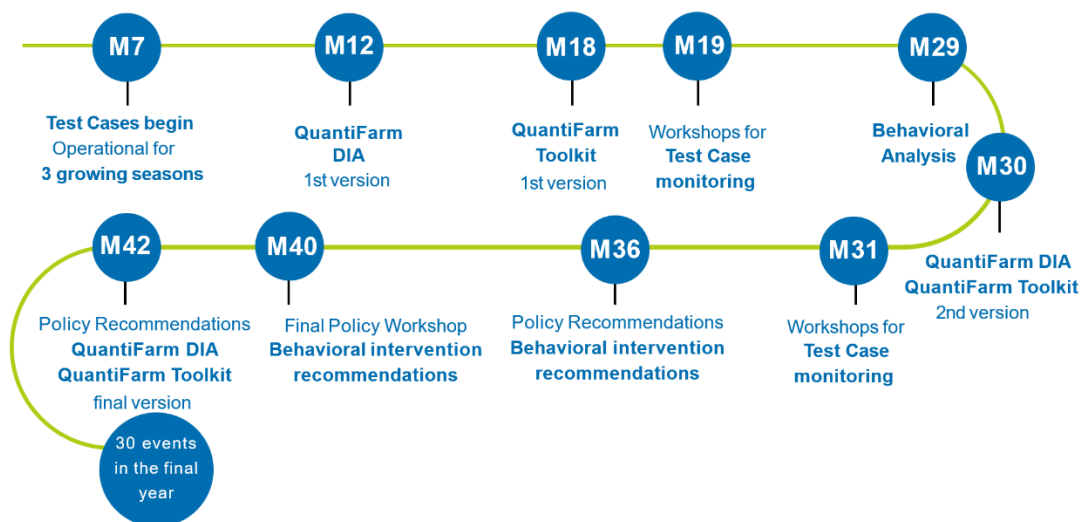 M7
Test Cases begin
Operational for
3 growing seasons
M12
QuantiFarm
DIA
1st version
M18
QuantiFarm
Toolkit
1st version
M19
Workshops for
Test Case
monitoring
M29
Behavioral
Analysis
M30
QuantiFarm DIA
QuantiFarm Toolkit
2nd version
M31
Workshops for
Test Case
monitoring
M36
Policy Recommendations
Behavioral intervention
recommendations
M40
Final Policy Workshop
Behavioral intervention
recommendations
M42
Policy Recommendations
QuantiFarm DIA
QuantiFarm Toolkit
final version
30 events
in the final
year